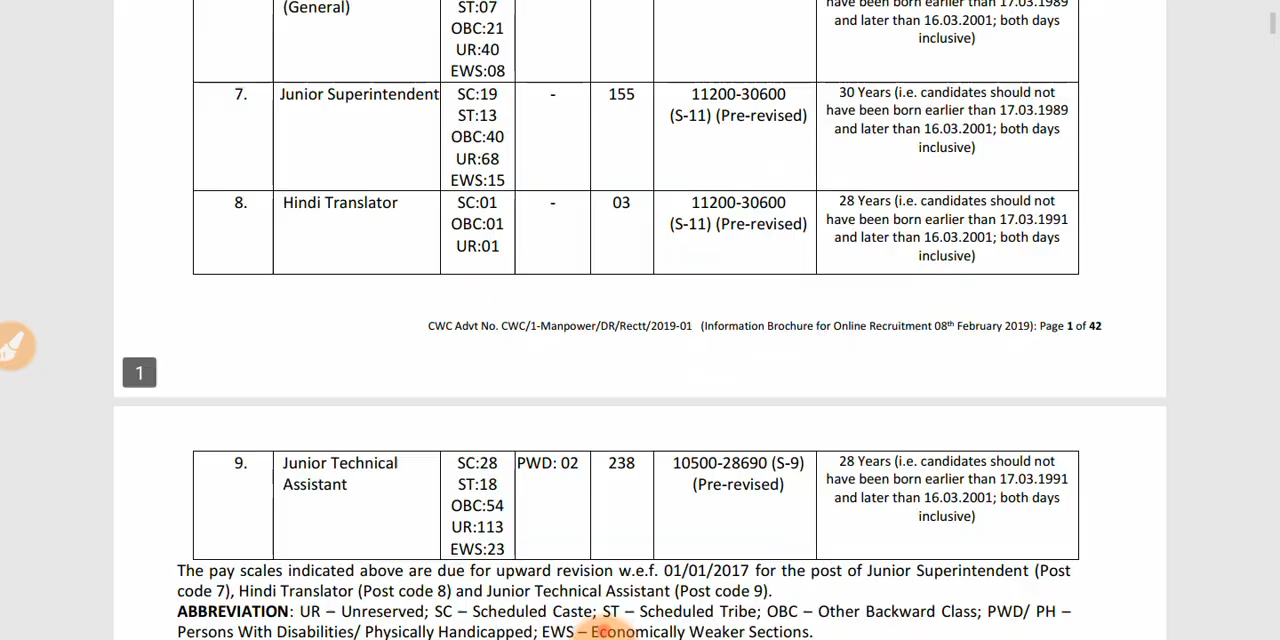 have been born earlier than 17.03.1989
(General)
ST:07
and later than 16.03.2001; both days
OBC:21
inclusive)
UR:40
EWS:08
7.
Junior Superintendent
SC:19
-
155
11200-30600
30 Years (i.e. candidates should not
ST:13
(S-11) (Pre-revised)
have been born earlier than 17.03.1989
OBC:40
and later than 16.03.2001; both days
UR:68
inclusive)
EWS:15
8.
Hindi Translator
SC:01
-
03
11200-30600
28 Years (i.e. candidates should not
OBC:01
(S-11) (Pre-revised)
have been born earlier than 17.03.1991
UR:01
and later than 16.03.2001; both days
inclusive)
CWC Advt No. CWC/1-Manpower/DR/Rectt/2019-01 (Information Brochure for Online Recruitment 08th February 2019): Page 1 of 42
1
9.
Junior Technical
SC:28
PWD: 02
238
10500-28690 (S-9)
28 Years (i.e. candidates should not
Assistant
ST:18
(Pre-revised)
have been born earlier than 17.03.1991
OBC:54
and later than 16.03.2001; both days
UR:113
inclusive)
EWS:23
The pay scales indicated above are due for upward revision w.e.f. 01/01/2017 for the post of Junior Superintendent (Post
code 7), Hindi Translator (Post code 8) and Junior Technical Assistant (Post code 9).
ABBREVIATION: UR – Unreserved; SC – Scheduled Caste; ST – Scheduled Tribe; OBC – Other Backward Class; PWD/ PH –
Persons With Disabilities/ Physically Handicapped; EWS – Economically Weaker Sections.